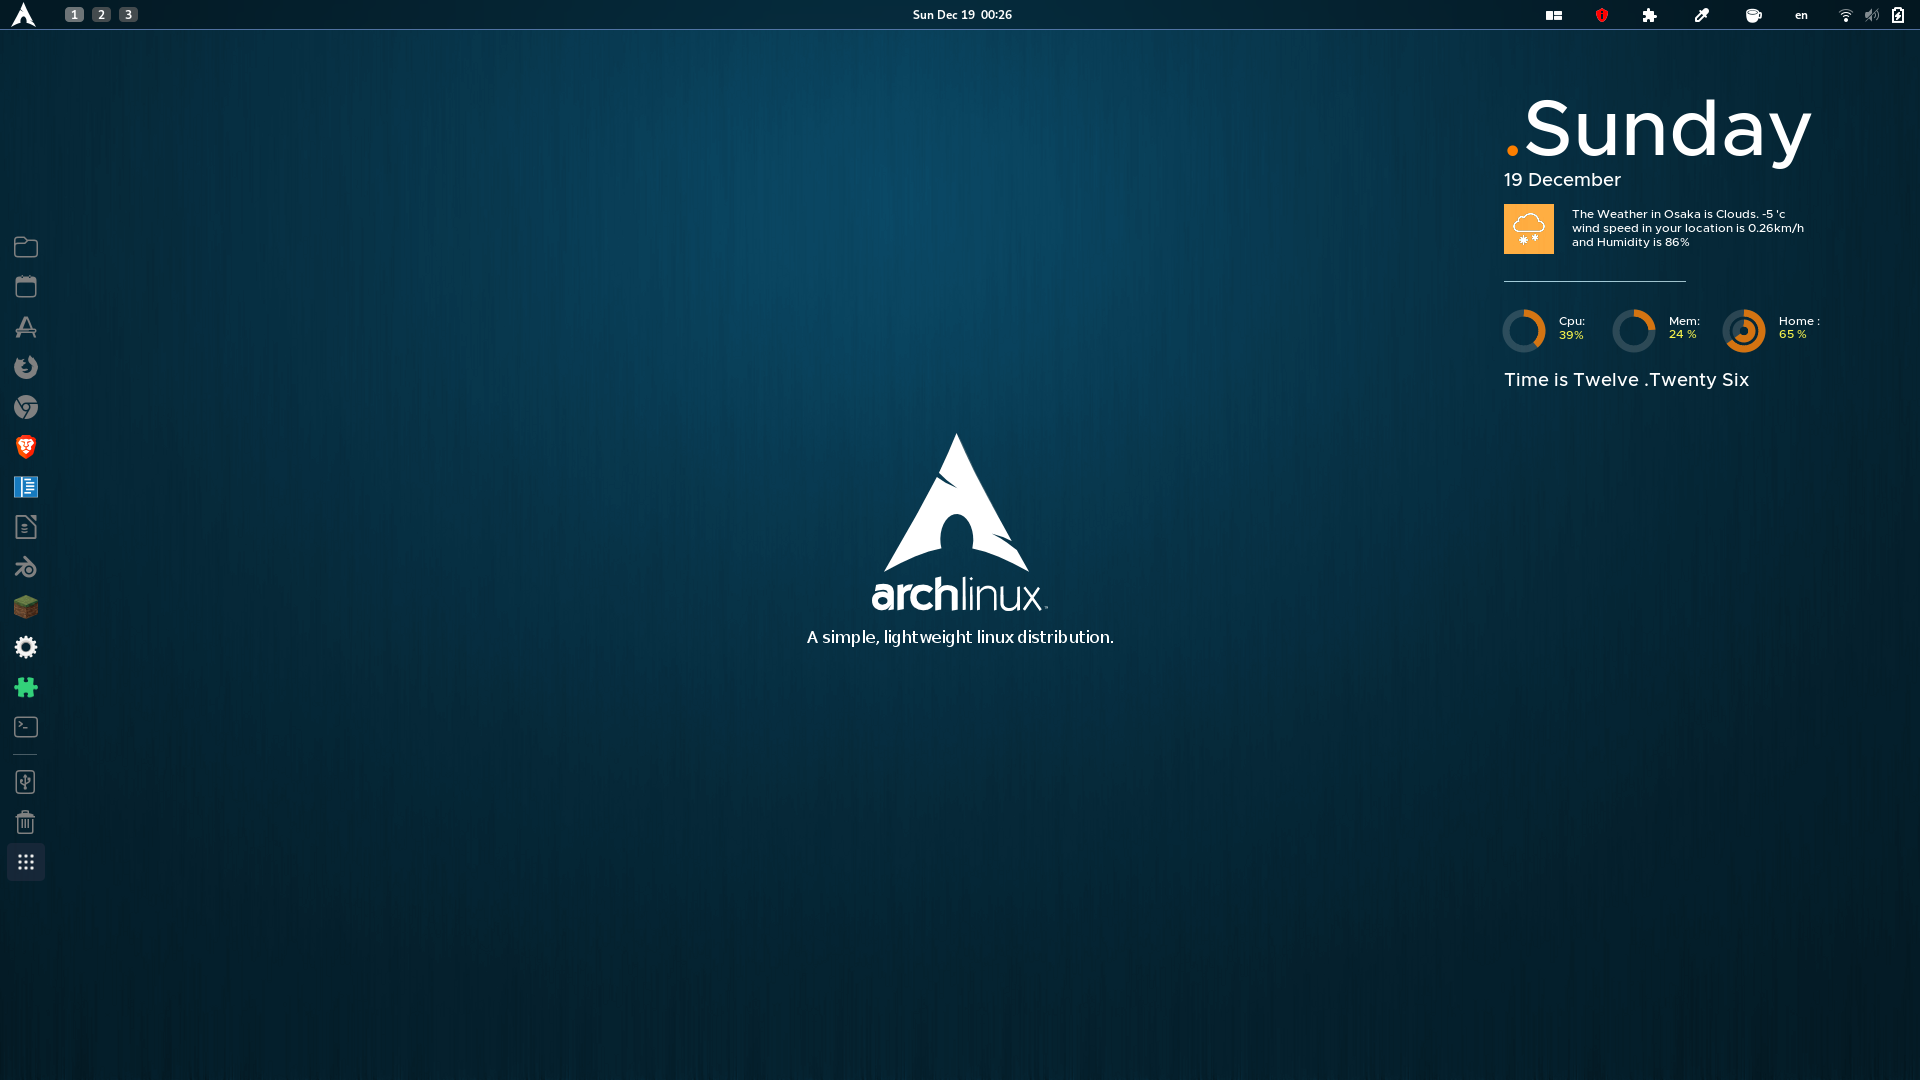 1 2 3 Sun Dec 19 00:26 en
.Sunday
19 December
The Weather in Osaka is Clouds. -5 'c
wind speed in your location is 0.26km/h
and Humidity is 86%
Cpu: Mem: Home :
39% 24 % 65 %
Time is Twelve .Twenty Six
archlinux
A simple, lightweight linux distribution.